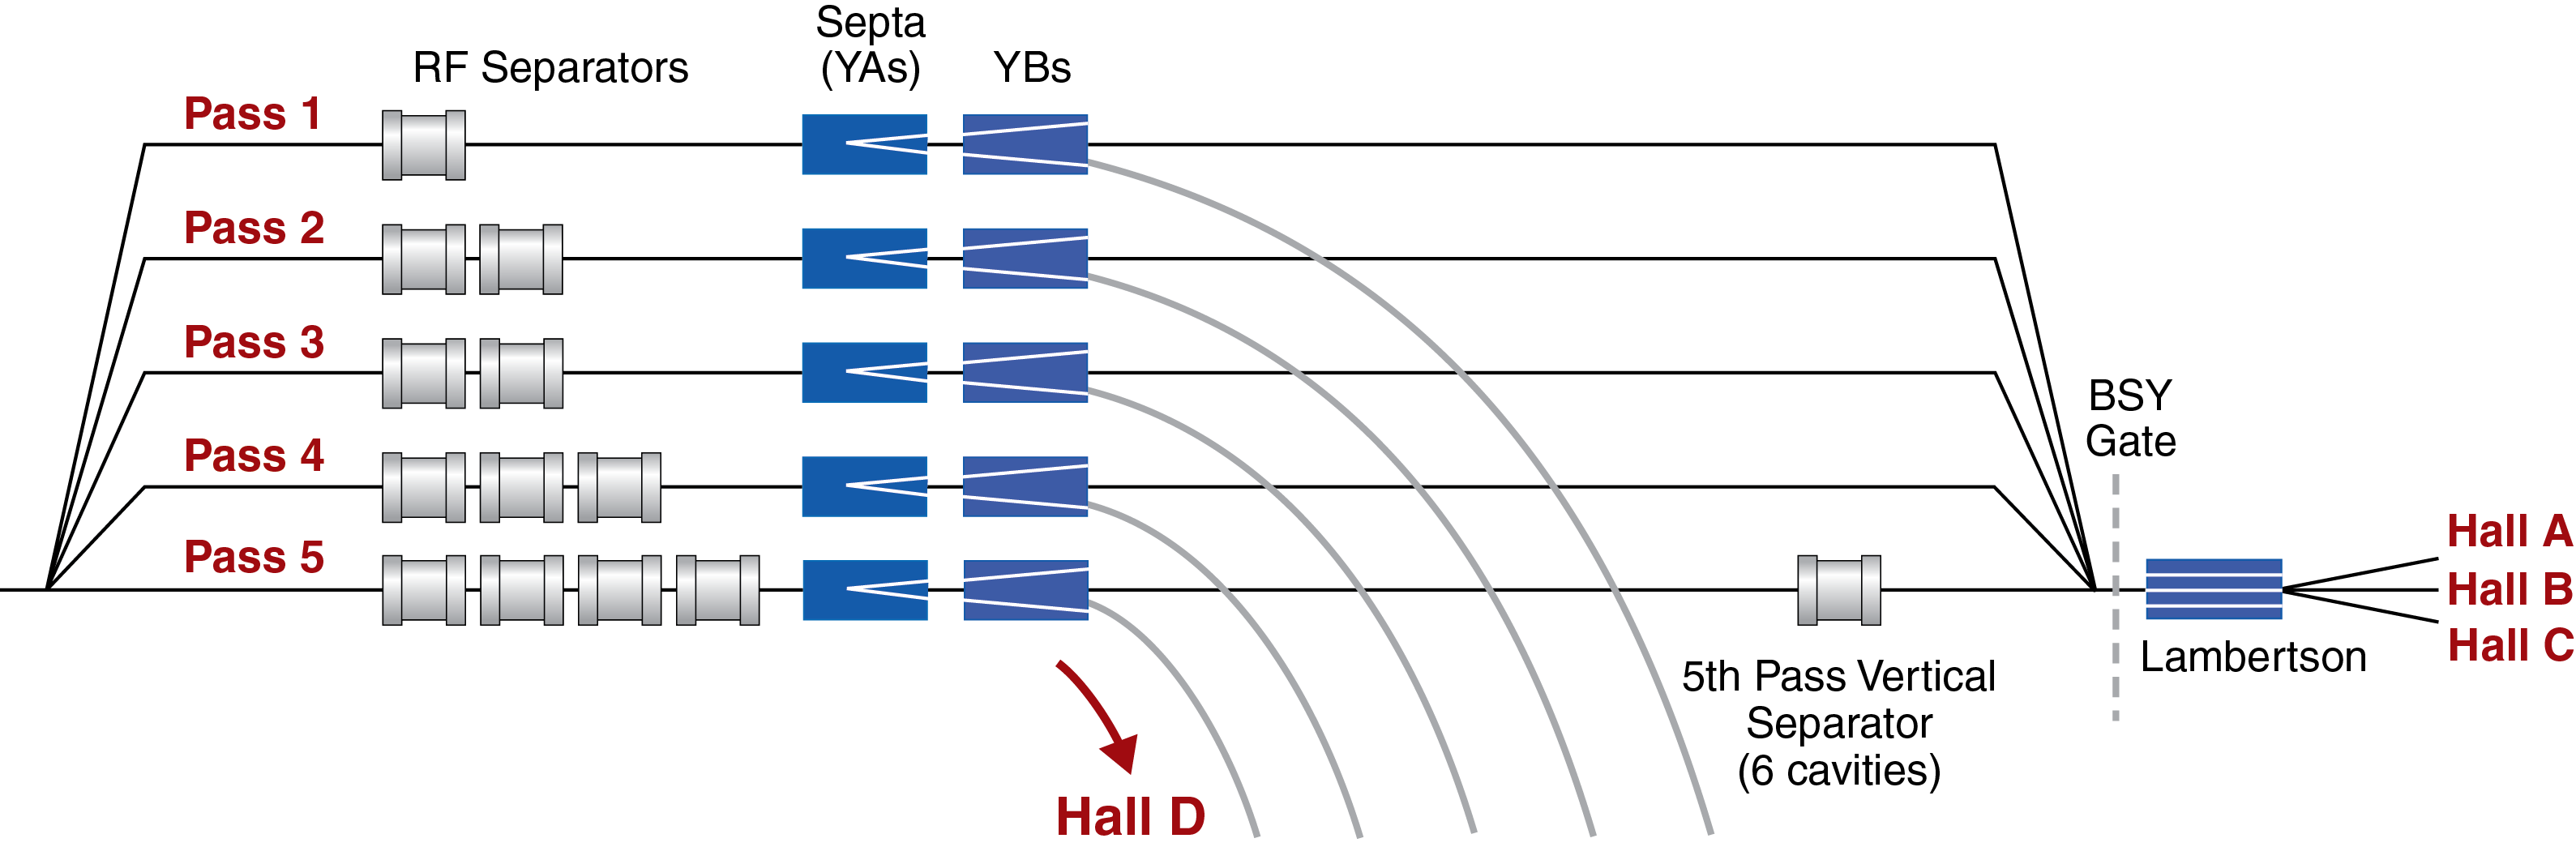 Septa
(YAs)
RF Separators
YBs
Pass 1
Pass 2
Pass 3
Pass 4
Pass 5
BSY
Gate
Hall A
Hall B
Hall C
Lambertson
5th Pass Vertical
Separator
(6 cavities)
Hall D